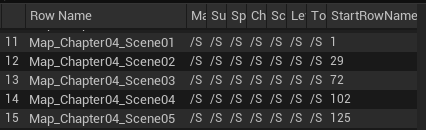 Row Name Ma Su Sp Ch Sc Le To StartRowName
11 Map_Chapter04_Scene01 /S /S /S /S /S /S /S 1
12 Map_Chapter04_Scene02 /S /S /S /S /S /S /S 29
13 Map_Chapter04_Scene03 /S /S /S /S /S /S /S 72
14 Map_Chapter04_Scene04 /S /S /S /S /S /S /S 102
15 Map_Chapter04_Scene05 /S /S /S /S /S /S /S 125